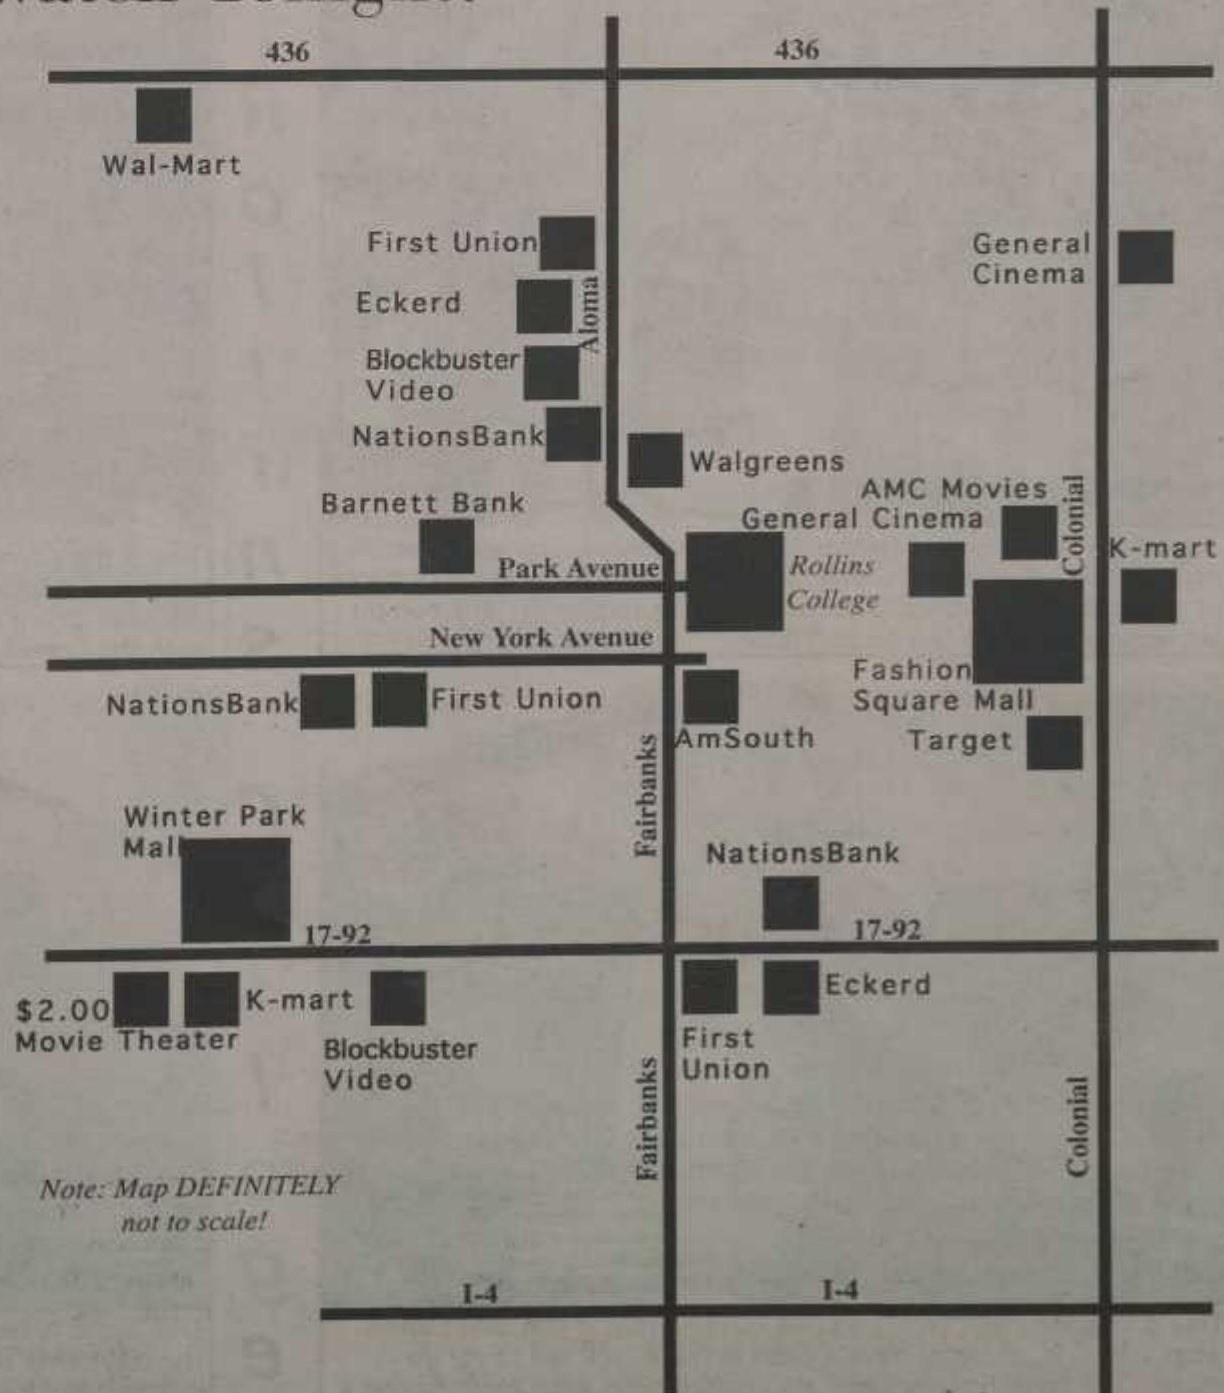 436
436
Wal-Mart
First Union
General
Cinema
Eckerd
Aloma
Blockbuster
Video
NationsBank
Walgreens
AMC Movies
Colonial
Barnett Bank
General Cinema
K-mart
Park Avenue
Rollins
College
New York Avenue
Fashion
Square Mall
NationsBank
First Union
AmSouth
Target
Fairbanks
Winter Park
Mall
NationsBank
17-92
17-92
$2.00
Movie Theater
K-mart
Eckerd
Blockbuster
Video
First
Union
Fairbanks
Colonial
Note: Map DEFINITELY
not to scale!
I-4
I-4